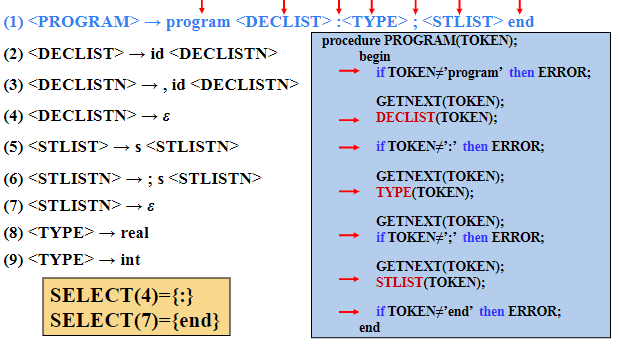 (1) <PROGRAM> → program <DECLIST> :<TYPE> ; <STLIST> end
(2) <DECLIST> → id <DECLISTN>
(3) <DECLISTN> → , id <DECLISTN>
(4) <DECLISTN> → ε
(5) <STLIST> → s <STLISTN>
(6) <STLISTN> → ; s <STLISTN>
(7) <STLISTN> → ε
(8) <TYPE> → real
(9) <TYPE> → int
SELECT(4)={:}
SELECT(7)={end}
procedure PROGRAM(TOKEN);
begin
if TOKEN≠’program’ then ERROR;
GETNEXT(TOKEN);
DECLIST(TOKEN);
if TOKEN≠’:’ then ERROR;
GETNEXT(TOKEN);
TYPE(TOKEN);
GETNEXT(TOKEN);
if TOKEN≠’;’ then ERROR;
GETNEXT(TOKEN);
STLIST(TOKEN);
if TOKEN≠’end’ then ERROR;
end